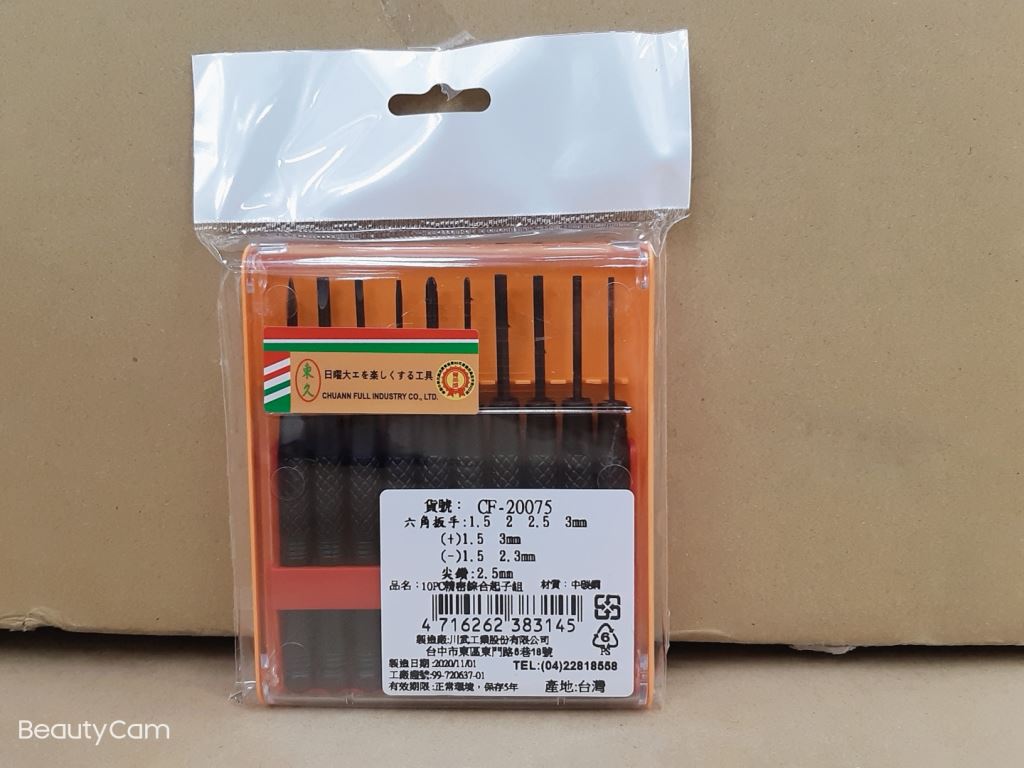 東久
日曜大工を楽しくする工具
CHUANN FULL INDUSTRY CO., LTD.
貨號： CF-20075
六角扳手:1.5 2 2.5 3mm
(+)1.5 3mm
(-)1.5 2.3mm
尖鑽:2.5mm
品名：10PC精密綜合起子組 材質：中碳鋼
4 716262 383145
6
PS
製造廠:川武工業股份有限公司
台中市東區東門路8巷18號
製造日期:2020/11/01 TEL:(04)22818558
工廠證號:99-720637-01
有效期限:正常環境，保存5年 產地:台灣
BeautyCam